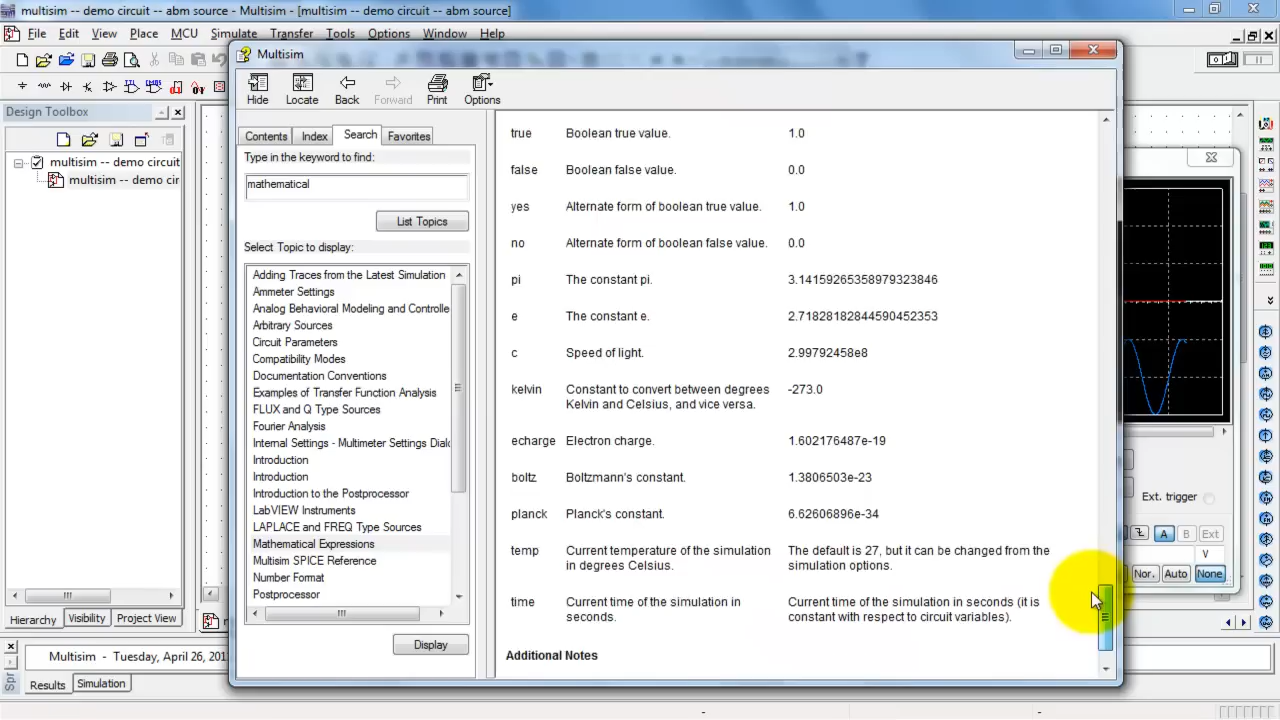 multisim -- demo circuit -- abm source - Multisim - [multisim -- demo circuit -- abm source]
File Edit View Place MCU Simulate Transfer Tools Options Window Help
Multisim
Hide Locate Back Forward Print Options
Design Toolbox
multisim -- demo circuit
multisim -- demo cir
Contents Index Search Favorites
Type in the keyword to find:
mathematical
List Topics
Select Topic to display:
Adding Traces from the Latest Simulation
Ammeter Settings
Analog Behavioral Modeling and Controlle
Arbitrary Sources
Circuit Parameters
Compatibility Modes
Documentation Conventions
Examples of Transfer Function Analysis
FLUX and Q Type Sources
Fourier Analysis
Internal Settings - Multimeter Settings Dial
Introduction
Introduction
Introduction to the Postprocessor
LabVIEW Instruments
LAPLACE and FREQ Type Sources
Mathematical Expressions
Multisim SPICE Reference
Number Format
Postprocessor
Display
true Boolean true value. 1.0
false Boolean false value. 0.0
yes Alternate form of boolean true value. 1.0
no Alternate form of boolean false value. 0.0
pi The constant pi. 3.14159265358979323846
e The constant e. 2.71828182844590452353
c Speed of light. 2.99792458e8
kelvin Constant to convert between degrees -273.0
Kelvin and Celsius, and vice versa.
echarge Electron charge. 1.602176487e-19
boltz Boltzmann's constant. 1.3806503e-23
planck Planck's constant. 6.62606896e-34
temp Current temperature of the simulation The default is 27, but it can be changed from the
in degrees Celsius. simulation options.
time Current time of the simulation in Current time of the simulation in seconds (it is
seconds. constant with respect to circuit variables).
Additional Notes
Ext. trigger
A B Ext
V
Nor. Auto None
Hierarchy Visibility Project View
Multisim - Tuesday, April 26, 201
Spr
Results Simulation